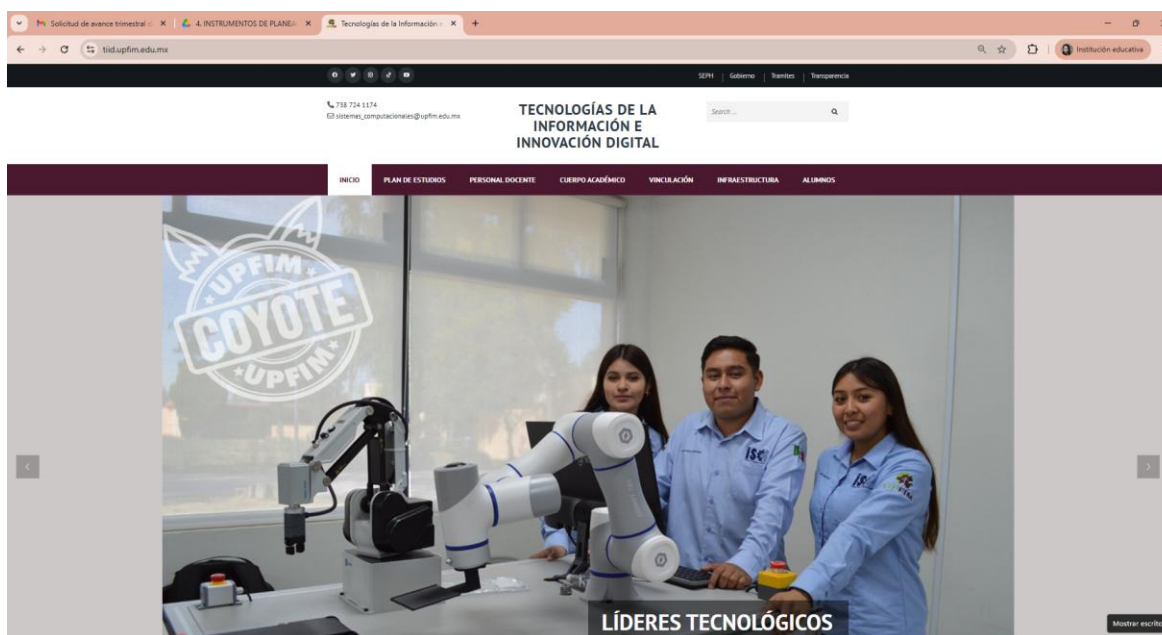 Solicitud de avance trimestral d
4. INSTRUMENTOS DE PLANEA
Tecnologías de la Información e
tiid.upfim.edu.mx
Institución educativa
SEPH
Gobierno
Tramites
Transparencia
738 724 1174
sistemas_computacionales@upfim.edu.mx
TECNOLOGÍAS DE LA
INFORMACIÓN E
INNOVACIÓN DIGITAL
Search ...
INICIO
PLAN DE ESTUDIOS
PERSONAL DOCENTE
CUERPO ACADÉMICO
VINCULACIÓN
INFRAESTRUCTURA
ALUMNOS
UPFIM
COYOTE
UPFIM
ISC
LÍDERES TECNOLÓGICOS
Mostrar escrito